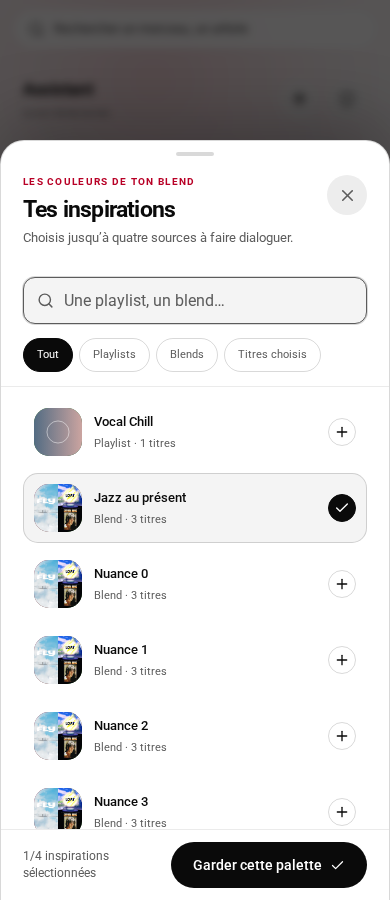 LES COULEURS DE TON BLEND
Tes inspirations
Choisis jusqu’à quatre sources à faire dialoguer.
Une playlist, un blend…
Tout
Playlists
Blends
Titres choisis
Vocal Chill
Playlist · 1 titres
Jazz au présent
Blend · 3 titres
Nuance 0
Blend · 3 titres
Nuance 1
Blend · 3 titres
Nuance 2
Blend · 3 titres
Nuance 3
Blend · 3 titres
1/4 inspirations
sélectionnées
Garder cette palette